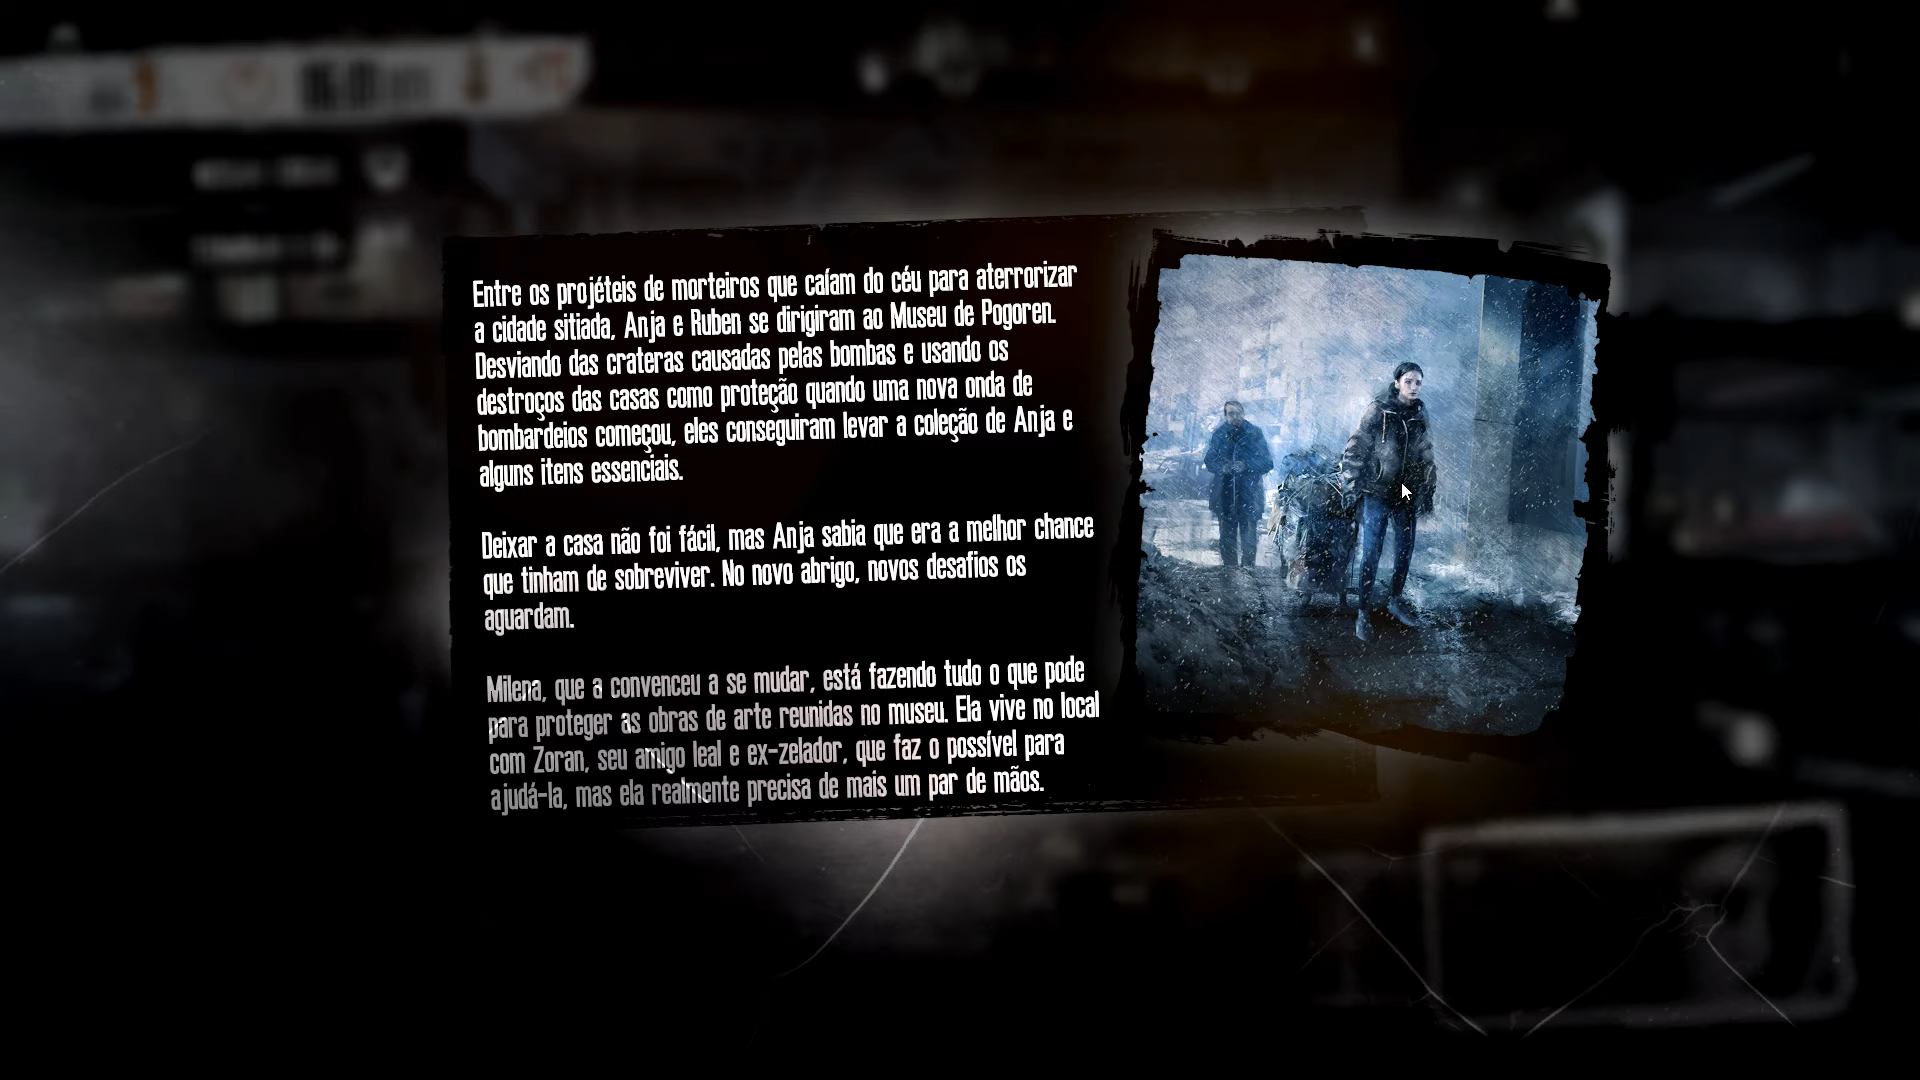 Entre os projéteis de morteiros que caíam do céu para aterrorizar
a cidade sitiada, Anja e Ruben se dirigiram ao Museu de Pogoren.
Desviando das crateras causadas pelas bombas e usando os
destroços das casas como proteção quando uma nova onda de
bombardeios começou, eles conseguiram levar a coleção de Anja e
alguns itens essenciais.
Deixar a casa não foi fácil, mas Anja sabia que era a melhor chance
que tinham de sobreviver. No novo abrigo, novos desafios os
aguardam.
Milena, que a convenceu a se mudar, está fazendo tudo o que pode
para proteger as obras de arte reunidas no museu. Ela vive no local
com Zoran, seu amigo leal e ex-zelador, que faz o possível para
ajudá-la, mas ela realmente precisa de mais um par de mãos.